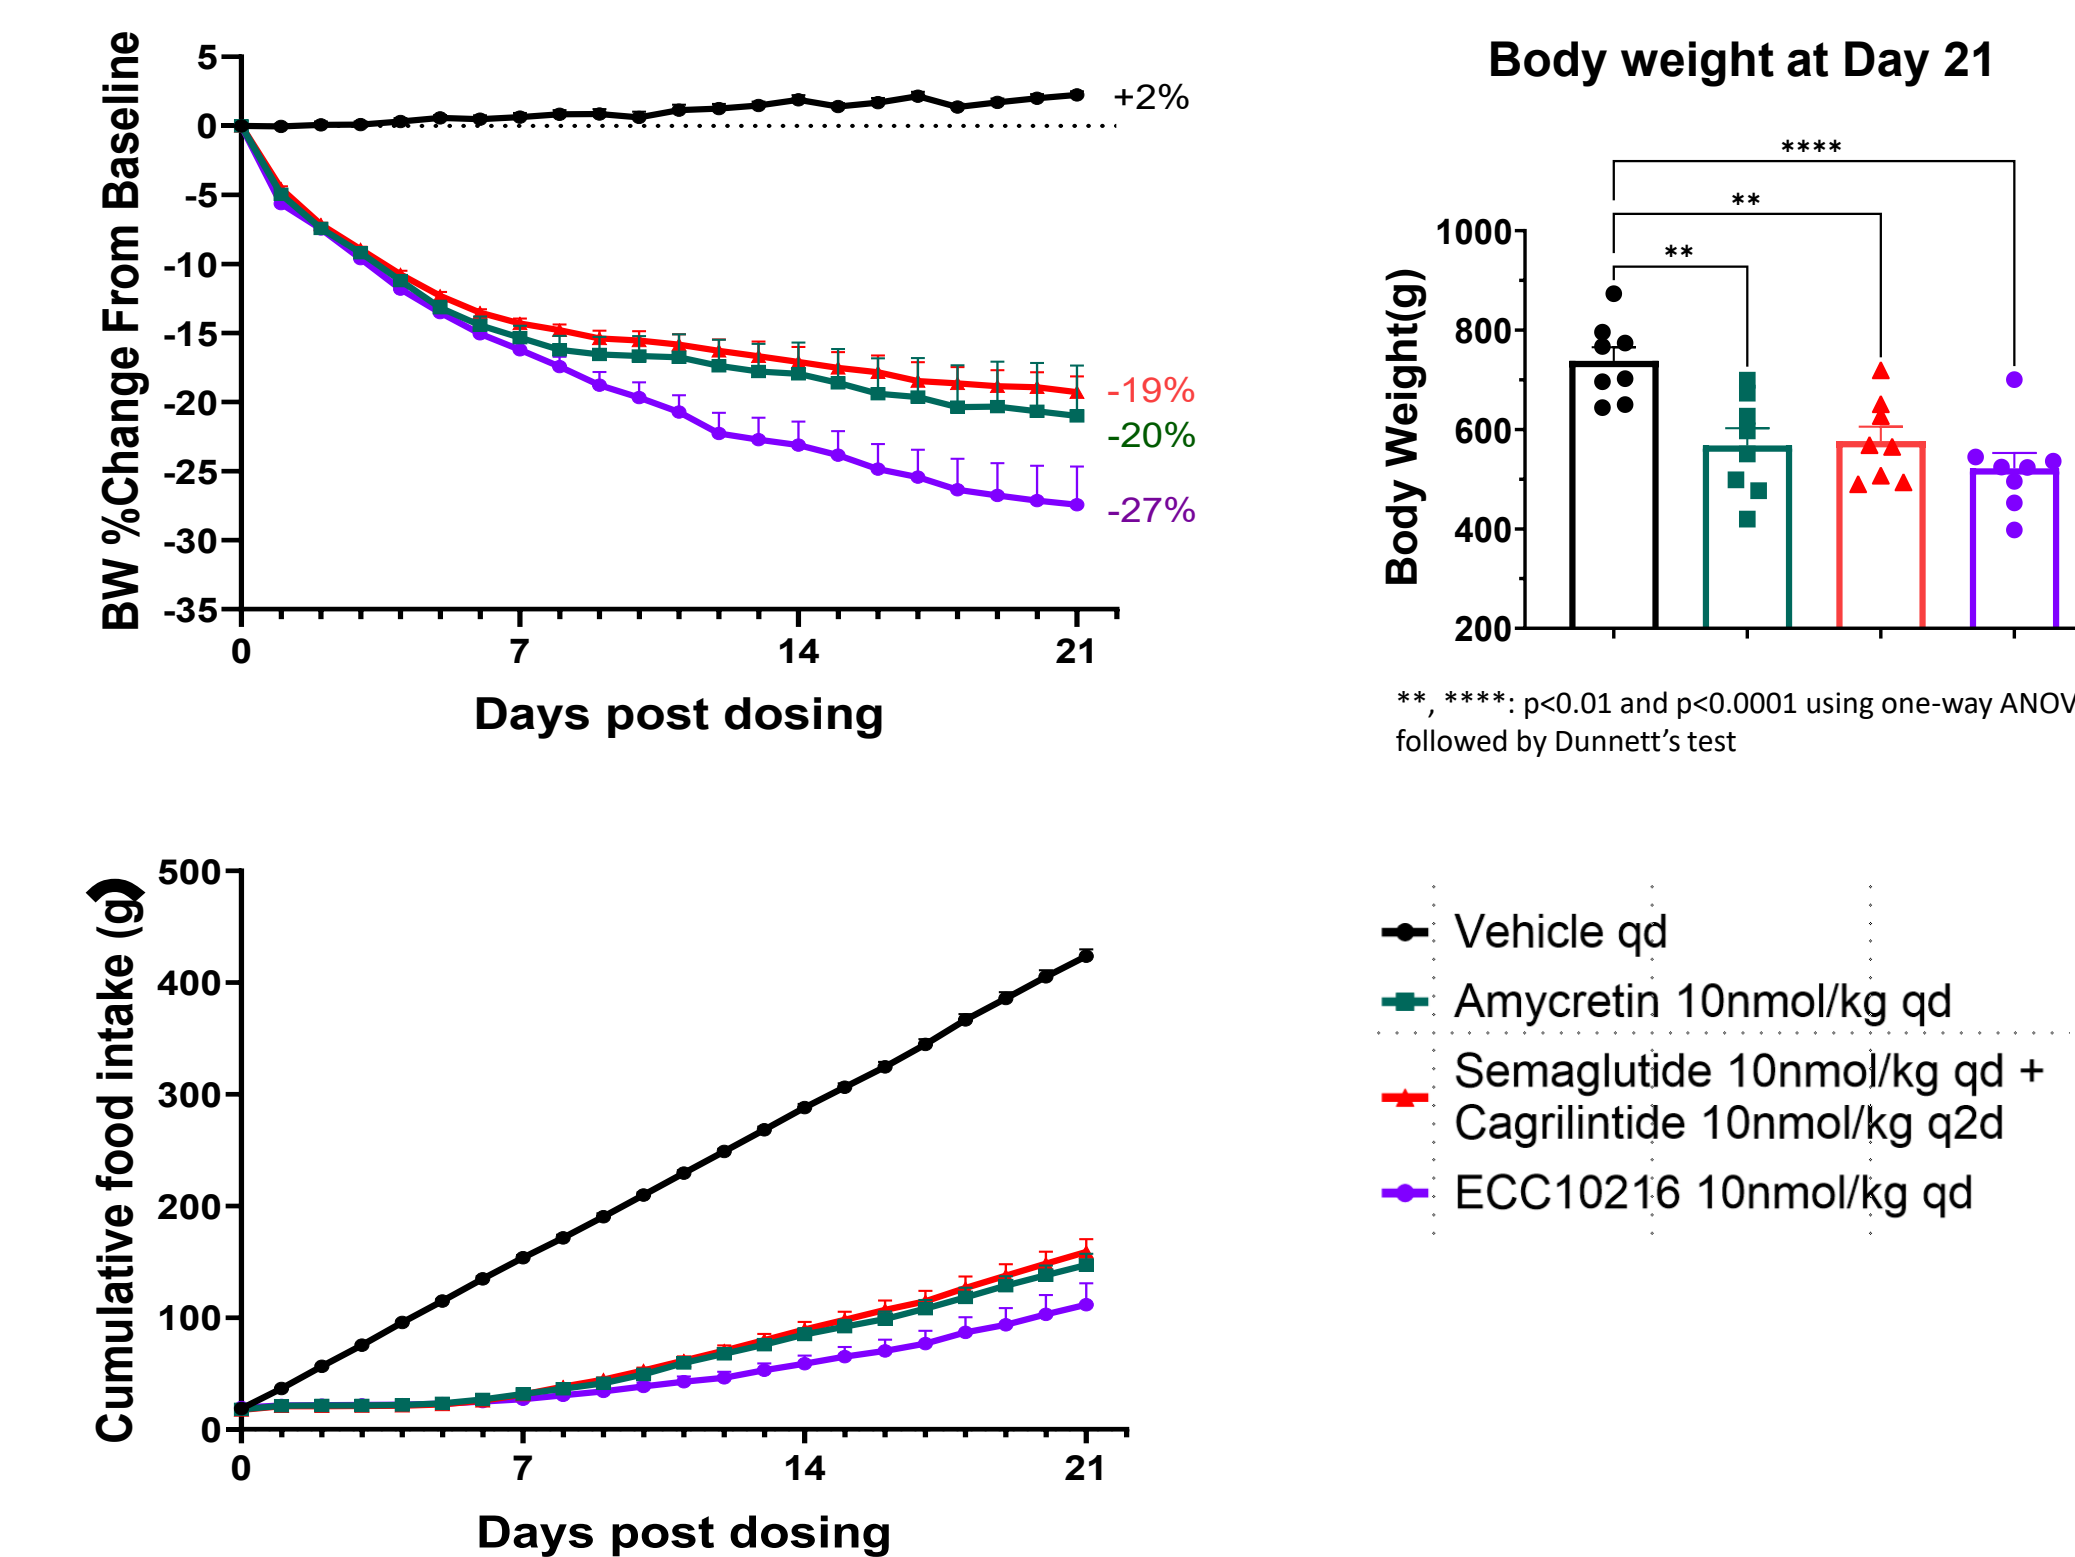 BW %Change From Baseline
5
0
-5
-10
-15
-20
-25
-30
-35
0 7 14 21
Days post dosing
+2%
-19%
-20%
-27%
Body weight at Day 21
****
**
**
Body Weight(g)
1000
800
600
400
200
**, ****: p<0.01 and p<0.0001 using one-way ANOV
followed by Dunnett’s test
Cumulative food intake (g)
500
400
300
200
100
0
0 7 14 21
Days post dosing
Vehicle qd
Amycretin 10nmol/kg qd
Semaglutide 10nmol/kg qd +
Cagrilintide 10nmol/kg q2d
ECC10216 10nmol/kg qd